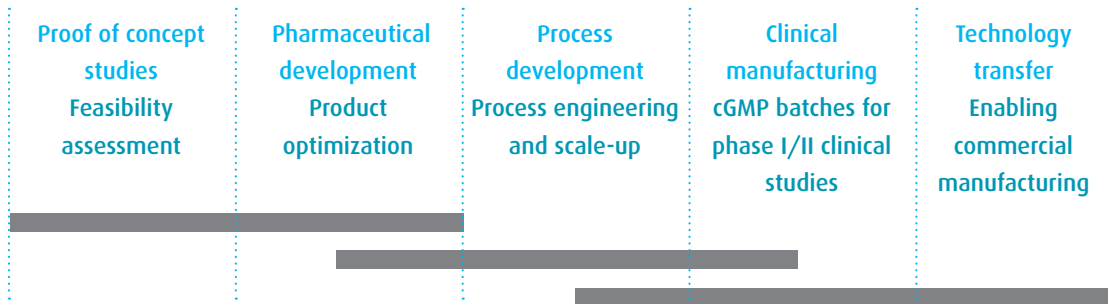 Proof of concept
studies
Feasibility
assessment
Pharmaceutical
development
Product
optimization
Process
development
Process engineering
and scale-up
Clinical
manufacturing
cGMP batches for
phase I/II clinical
studies
Technology
transfer
Enabling
commercial
manufacturing